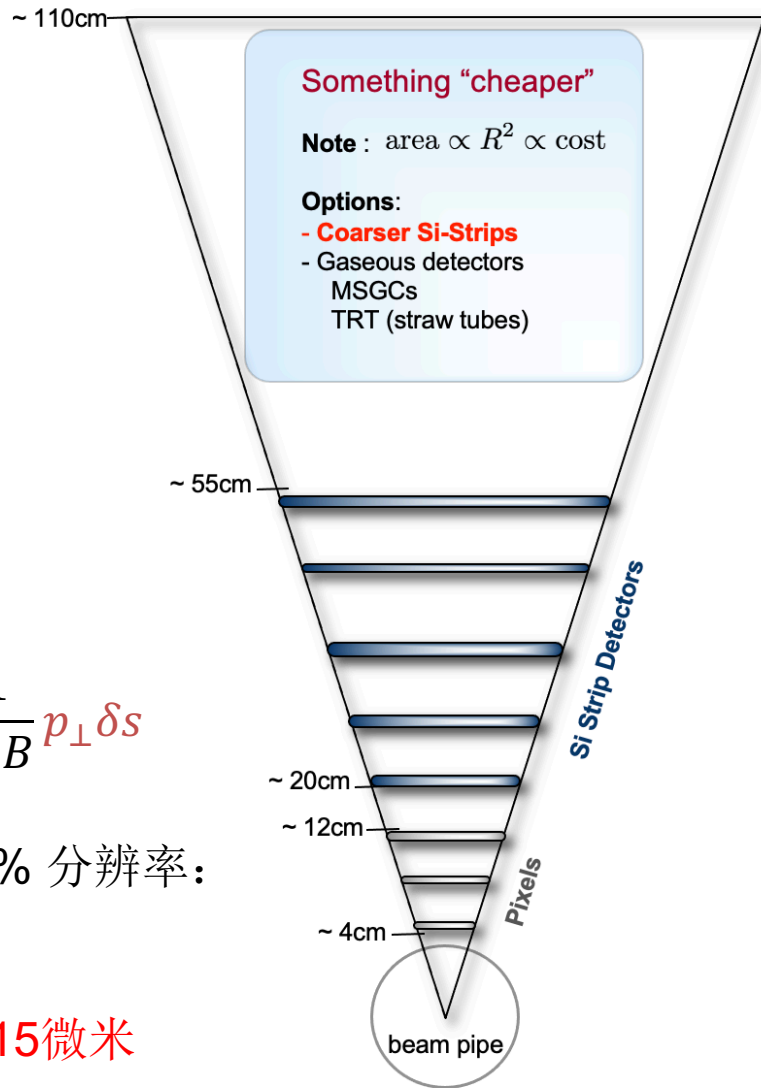 ~ 110cm
Something “cheaper”
Note : area ∝ R² ∝ cost
Options:
- Coarser Si-Strips
- Gaseous detectors
MSGCs
TRT (straw tubes)
~ 55cm
Si Strip Detectors
B p⊥δs
~ 20cm
~ 12cm
% 分辨率：
Pixels
~ 4cm
15微米
beam pipe